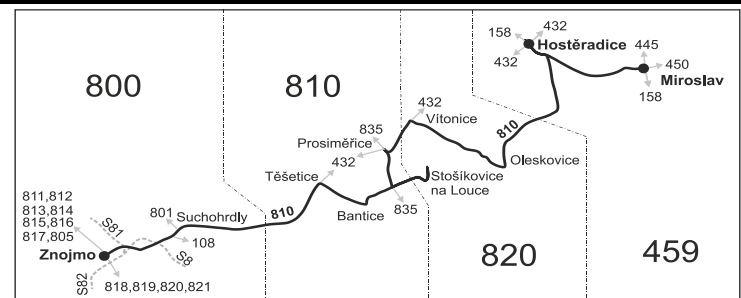 158
432
Hostěradice
432
445
450
Miroslav
158
800
810
432
835
Vítonice
810
Prosiměřice
432
Oleskovice
Těšetice
Stošíkovice
na Louce
811,812
813,814
815,816
817,805
801
Suchohrdly
810
Bantice
835
S81
108
820
459
Znojmo
S8
S82
818,819,820,821